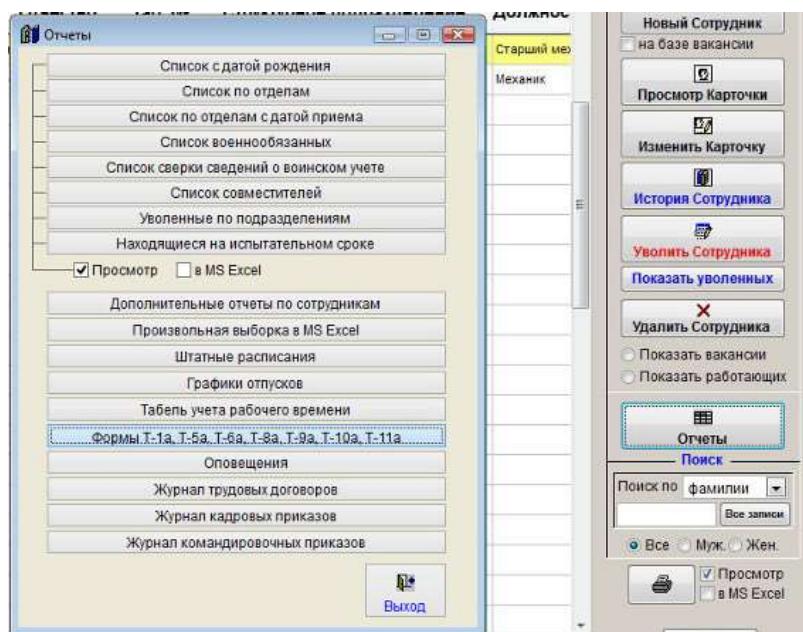 Должнос
Отчеты
Список с датой рождения
Список по отделам
Список по отделам с датой приема
Список военнообязанных
Список сверки сведений о воинском учете
Список совместителей
Уволенные по подразделениям
Находящиеся на испытательном сроке
Просмотр в MS Excel
Дополнительные отчеты по сотрудникам
Произвольная выборка в MS Excel
Штатные расписания
Графики отпусков
Табель учета рабочего времени
Формы Т-1а, Т-5а, Т-6а, Т-8а, Т-9а, Т-10а, Т-11а
Оповещения
Журнал трудовых договоров
Журнал кадровых приказов
Журнал командировочных приказов
Выход
Старший мех
Механик
Новый Сотрудник
на базе вакансии
Просмотр Карточки
Изменить Карточку
История Сотрудника
Уволить Сотрудника
Показать уволенных
Удалить Сотрудника
Показать вакансии
Показать работающих
Отчеты
Поиск
Поиск по фамилии
Все записи
Все Муж. Жен.
Просмотр
в MS Excel